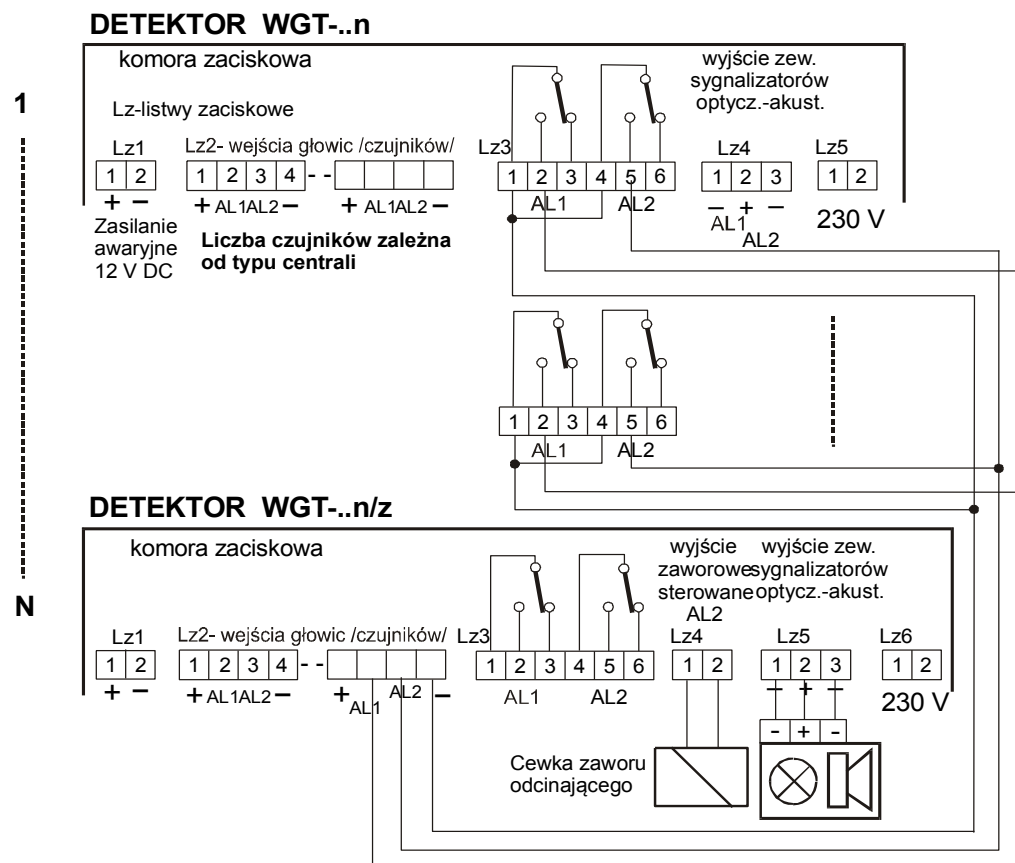 DETEKTOR WGT-..n
komora zaciskowa
wyjście zew.
sygnalizatorów
optycz.-akust.
1
Lz-listwy zaciskowe
Lz1
Lz2- wejścia głowic /czujników/
Lz3
Lz4
Lz5
1 2
1 2 3 4 - -
1 2 3 4 5 6
1 2 3
1 2
+ −
+ AL1AL2 −
+ AL1AL2 −
AL1
AL2
− + −
AL1
AL2
230 V
Zasilanie
awaryjne
12 V DC
Liczba czujników zależna
od typu centrali
1 2 3 4 5 6
AL1
AL2
DETEKTOR WGT-..n/z
komora zaciskowa
wyjście
zaworowe
sterowane
AL2
wyjście zew.
sygnalizatorów
optycz.-akust.
N
Lz1
Lz2- wejścia głowic /czujników/
Lz3
Lz4
Lz5
Lz6
1 2
1 2 3 4 - -
1 2 3 4 5 6
1 2
1 2 3
1 2
+ −
+ AL1AL2 −
+ AL1 AL2 −
AL1
AL2
− + −
230 V
- + -
Cewka zaworu
odcinającego